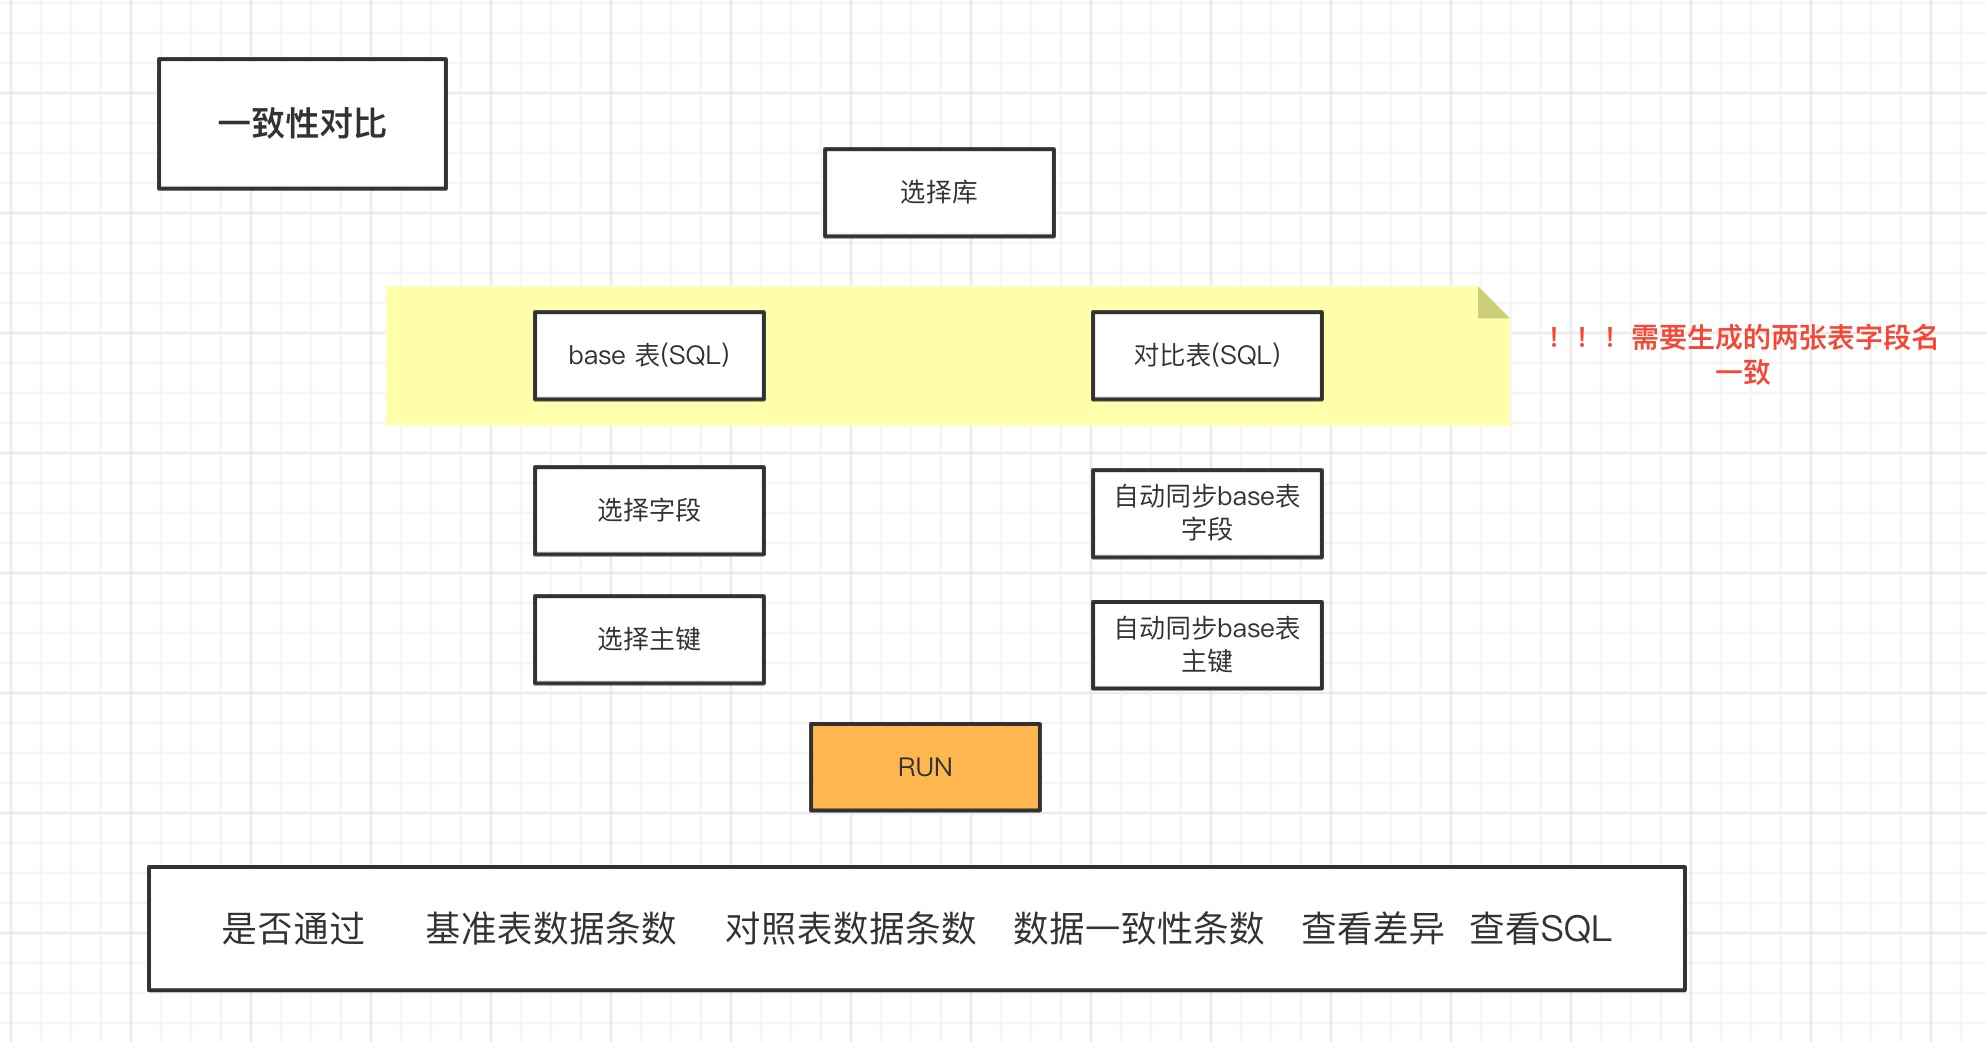 一致性对比
选择库
base 表(SQL)
对比表(SQL)
！！！需要生成的两张表字段名
一致
选择字段
自动同步base表
字段
选择主键
自动同步base表
主键
RUN
是否通过 基准表数据条数 对照表数据条数 数据一致性条数 查看差异 查看SQL